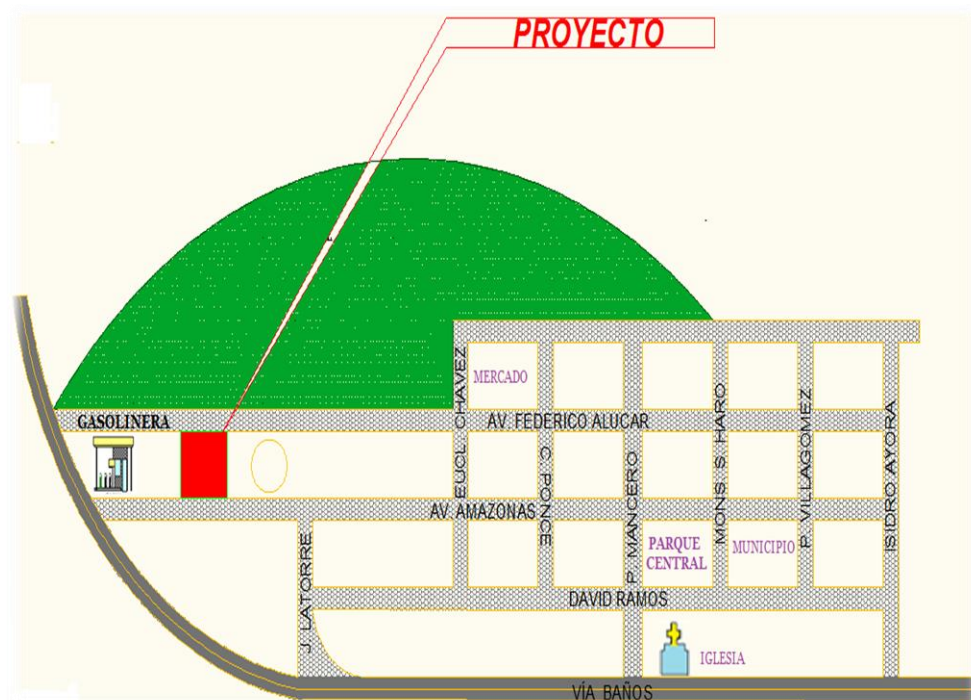 PROYECTO
EUCL CHAVEZ
MERCADO
MONS S. HARO
P. VILLAGOMEZ
ISIDRO AYORA
GASOLINERA
AV. FEDERICO ALUCAR
C. PONCE
P. MANCERO
AV. AMAZONAS
PARQUE
CENTRAL
MUNICIPIO
J. LATORRE
DAVID RAMOS
IGLESIA
VÍA BAÑOS